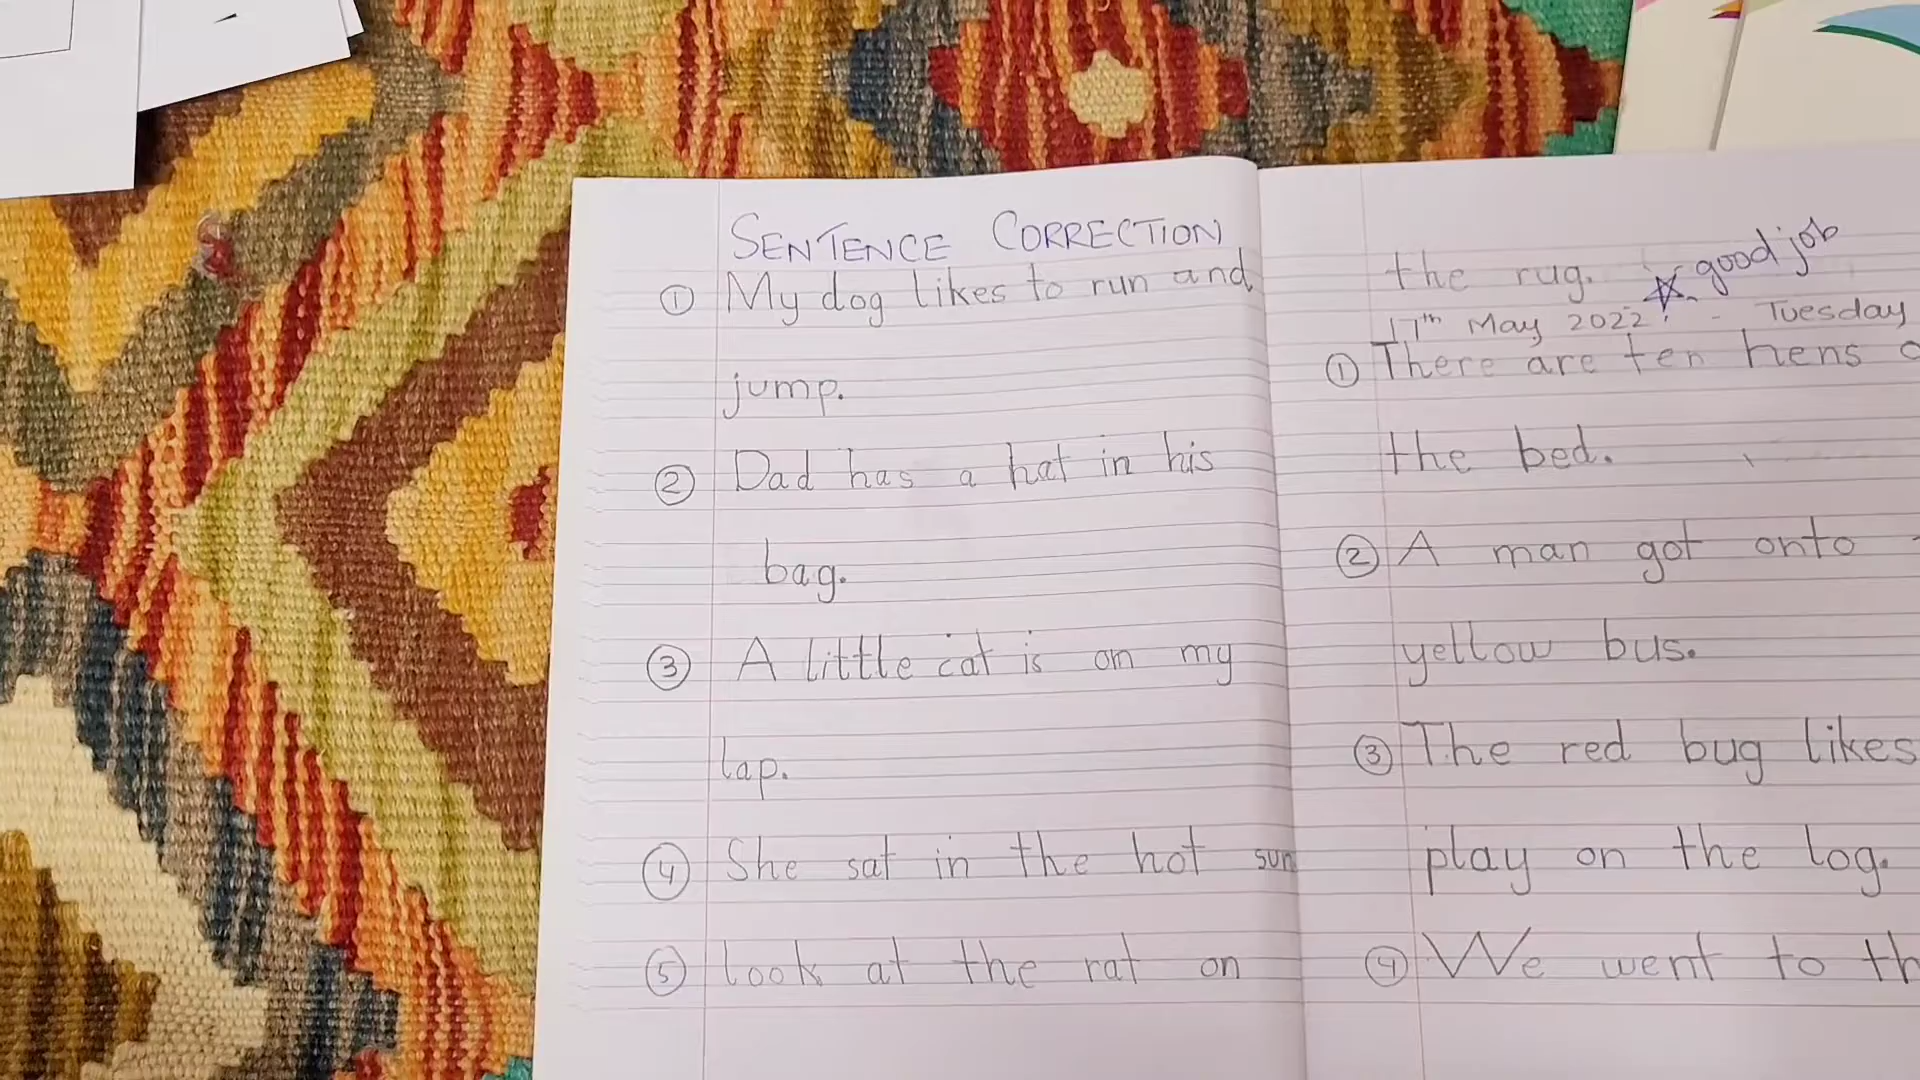 SENTENCE CORRECTION
① My dog likes to run and
jump.
② Dad has a hat in his
bag.
③ A little cat is on my
lap.
④ She sat in the hot sun
⑤ look at the rat on
the rug. good job
17th May 2022 - Tuesday
① There are ten hens
the bed.
② A man got onto
yellow bus.
③ The red bug likes
play on the log.
④ We went to th